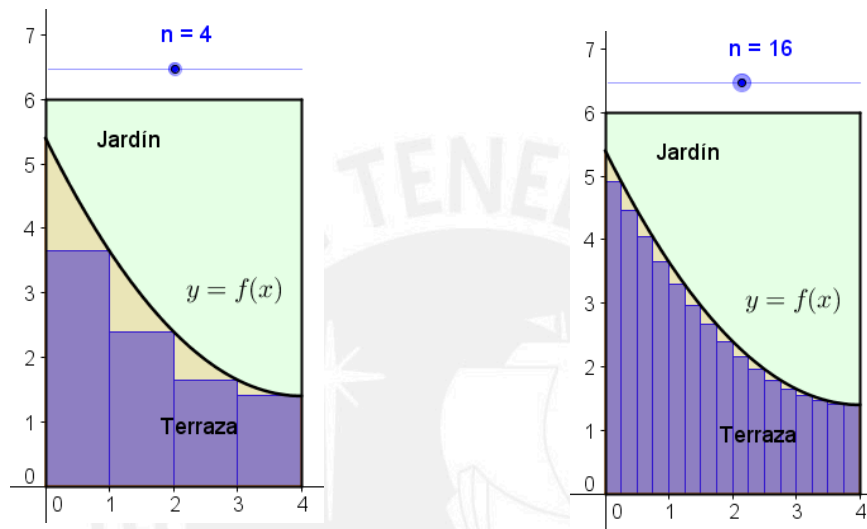 n = 4
7
6
Jardín
5
4
y = f(x)
3
2
1
Terraza
0
0 1 2 3 4
n = 16
7
6
Jardín
5
4
y = f(x)
3
2
1
Terraza
0
0 1 2 3 4
TENE